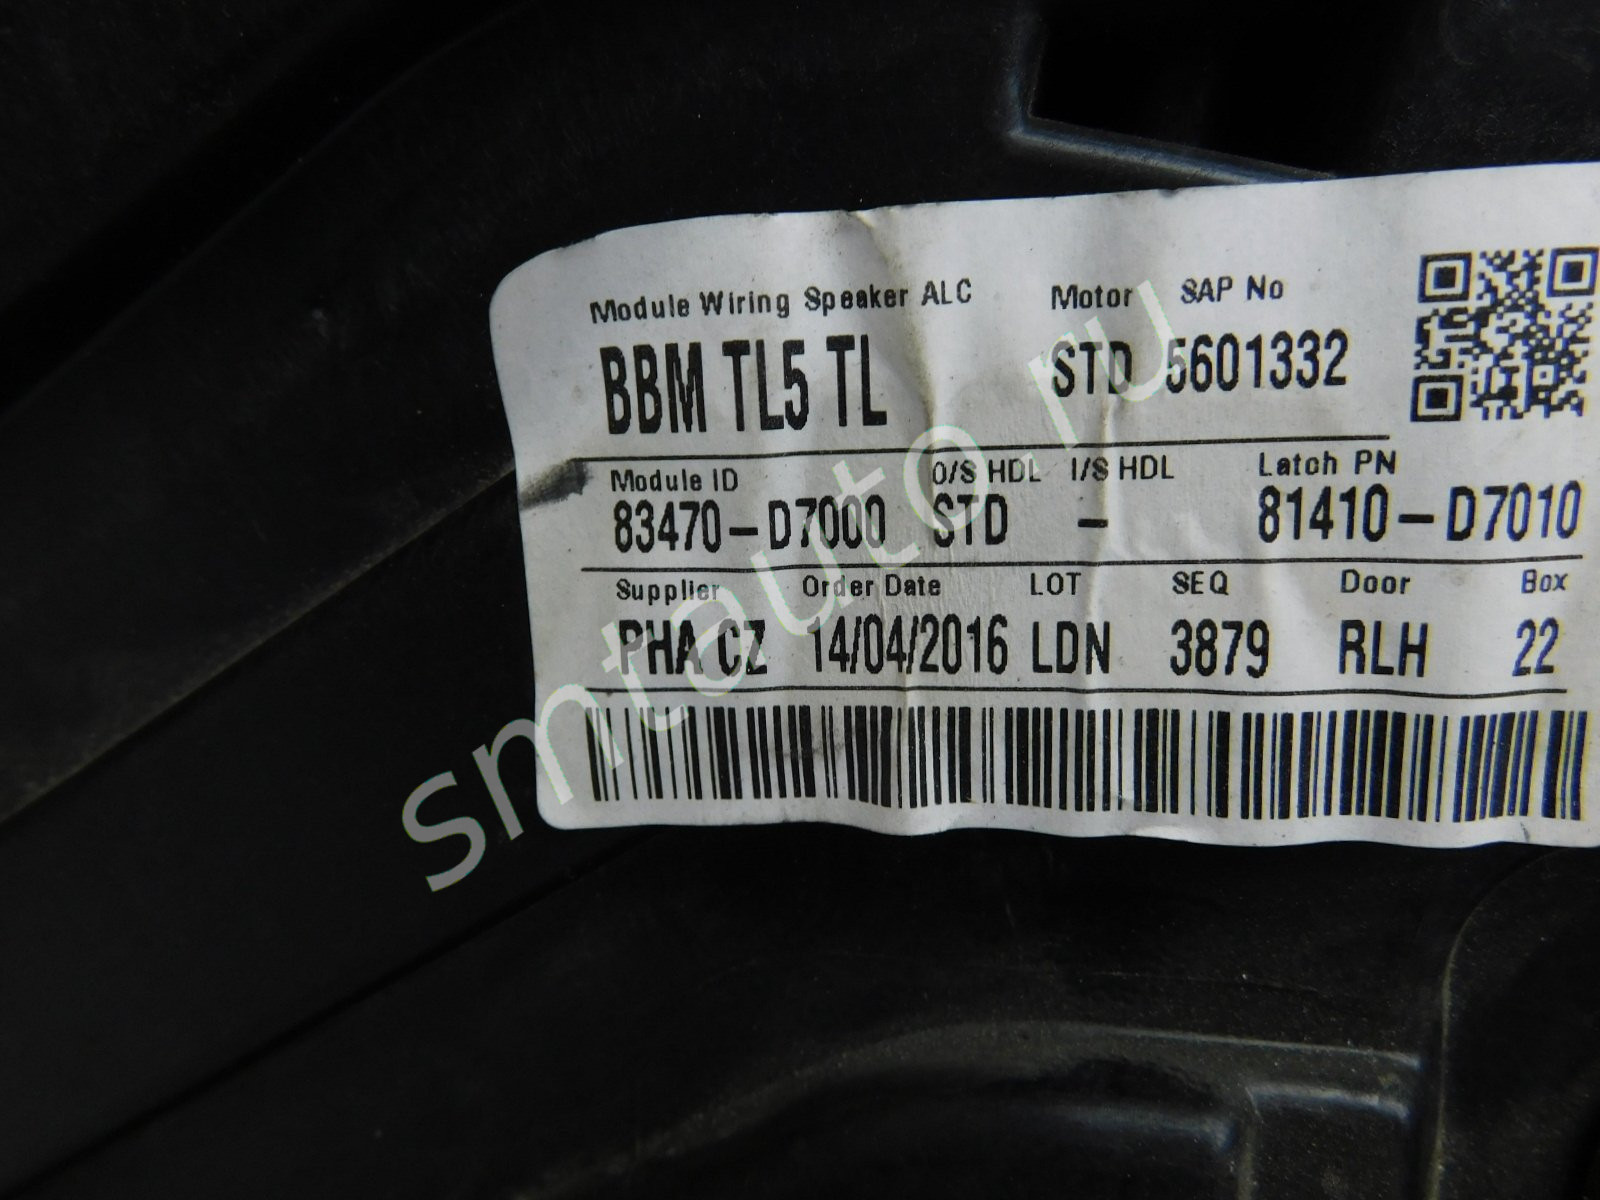 Module Wiring Speaker ALC Motor SAP No
BBM TL5 TL STD 5601332
Module ID O/S HDL I/S HDL Latch PN
83470-D7000 STD - 81410-D7010
Supplier Order Date LOT SEQ Door Box
PHA CZ 14/04/2016 LDN 3879 RLH 22
smtauto.ru